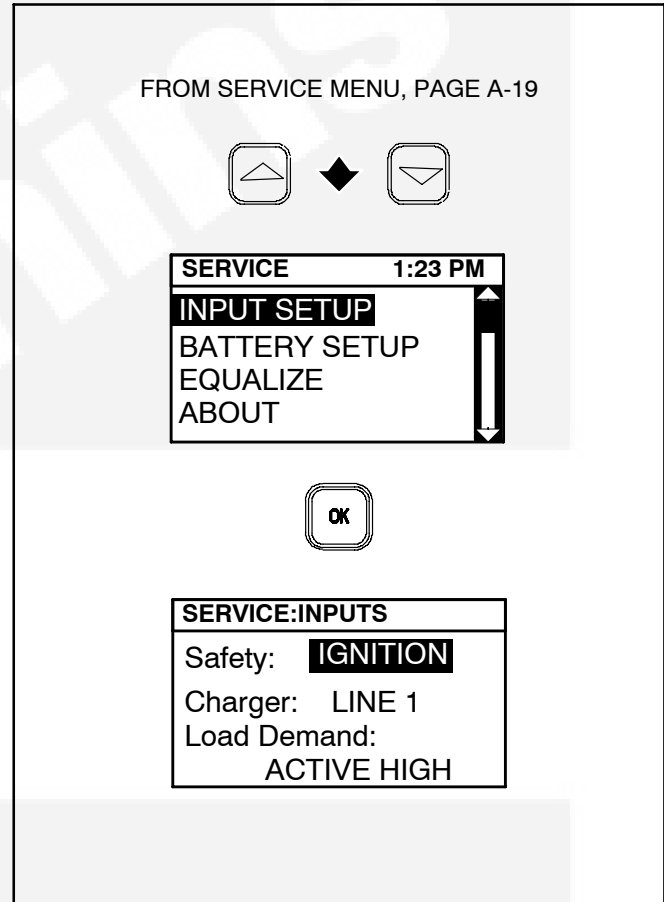 FROM SERVICE MENU, PAGE A-19
SERVICE 1:23 PM
INPUT SETUP
BATTERY SETUP
EQUALIZE
ABOUT
OK
SERVICE:INPUTS
Safety: IGNITION
Charger: LINE 1
Load Demand:
ACTIVE HIGH